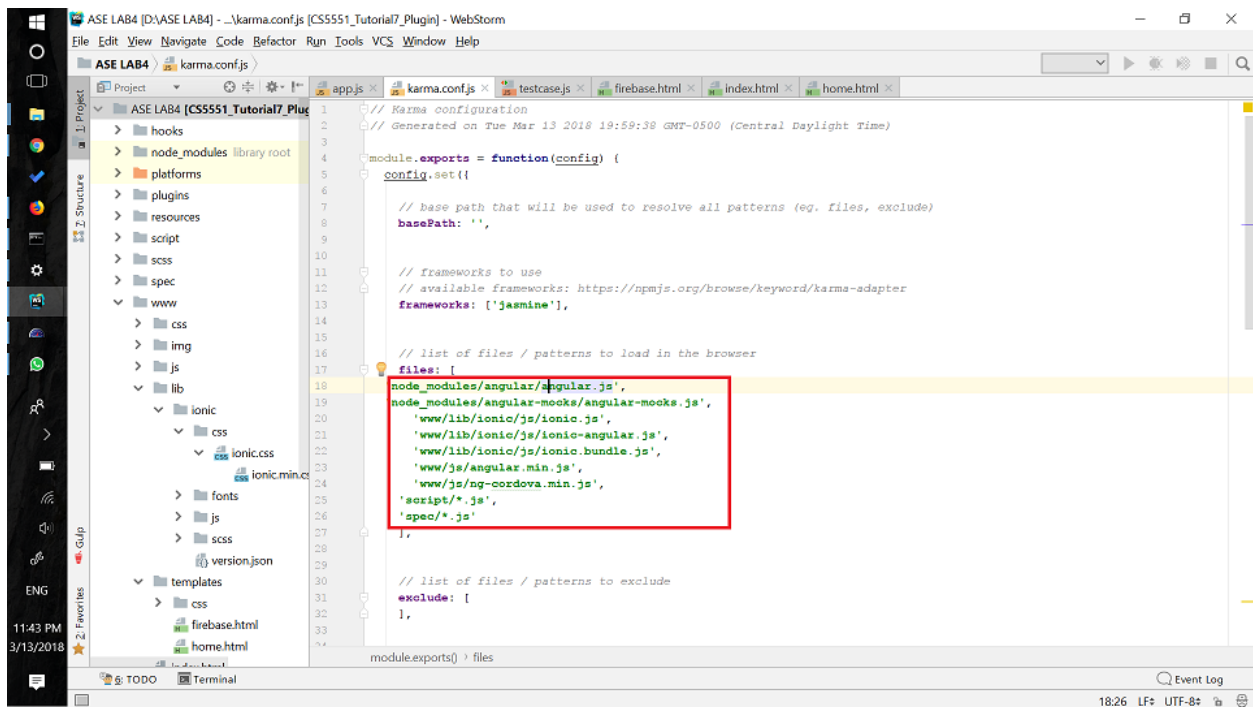 ASE LAB4 [D:\ASE LAB4] - ...\karma.conf.js [CS5551_Tutorial7_Plugin] - WebStorm
File Edit View Navigate Code Refactor Run Tools VCS Window Help
ASE LAB4 karma.conf.js
Project
app.js karma.conf.js testcase.js firebase.html index.html home.html
1: Project
Z: Structure
Gulp
2: Favorites
ASE LAB4 [CS5551_Tutorial7_Plug
hooks
node_modules library root
platforms
plugins
resources
script
scss
spec
www
css
img
js
lib
ionic
css
ionic.css
ionic.min.cs
fonts
js
scss
version.json
templates
css
firebase.html
home.html
index.html
1 // Karma configuration
2 // Generated on Tue Mar 13 2018 19:59:38 GMT-0500 (Central Daylight Time)
3
4 module.exports = function(config) {
5 config.set({
6
7 // base path that will be used to resolve all patterns (eg. files, exclude)
8 basePath: '',
9
10
11 // frameworks to use
12 // available frameworks: https://npmjs.org/browse/keyword/karma-adapter
13 frameworks: ['jasmine'],
14
15
16 // list of files / patterns to load in the browser
17 files: [
18 node_modules/angular/angular.js',
19 node_modules/angular-mocks/angular-mocks.js',
20 'www/lib/ionic/js/ionic.js',
21 'www/lib/ionic/js/ionic-angular.js',
22 'www/lib/ionic/js/ionic.bundle.js',
23 'www/js/angular.min.js',
24 'www/js/ng-cordova.min.js',
25 'script/*.js',
26 'spec/*.js'
27 ],
28
29
30 // list of files / patterns to exclude
31 exclude: [
32 ],
33
34
module.exports() files
6: TODO Terminal
Event Log
18:26 LF UTF-8
ENG
11:43 PM
3/13/2018